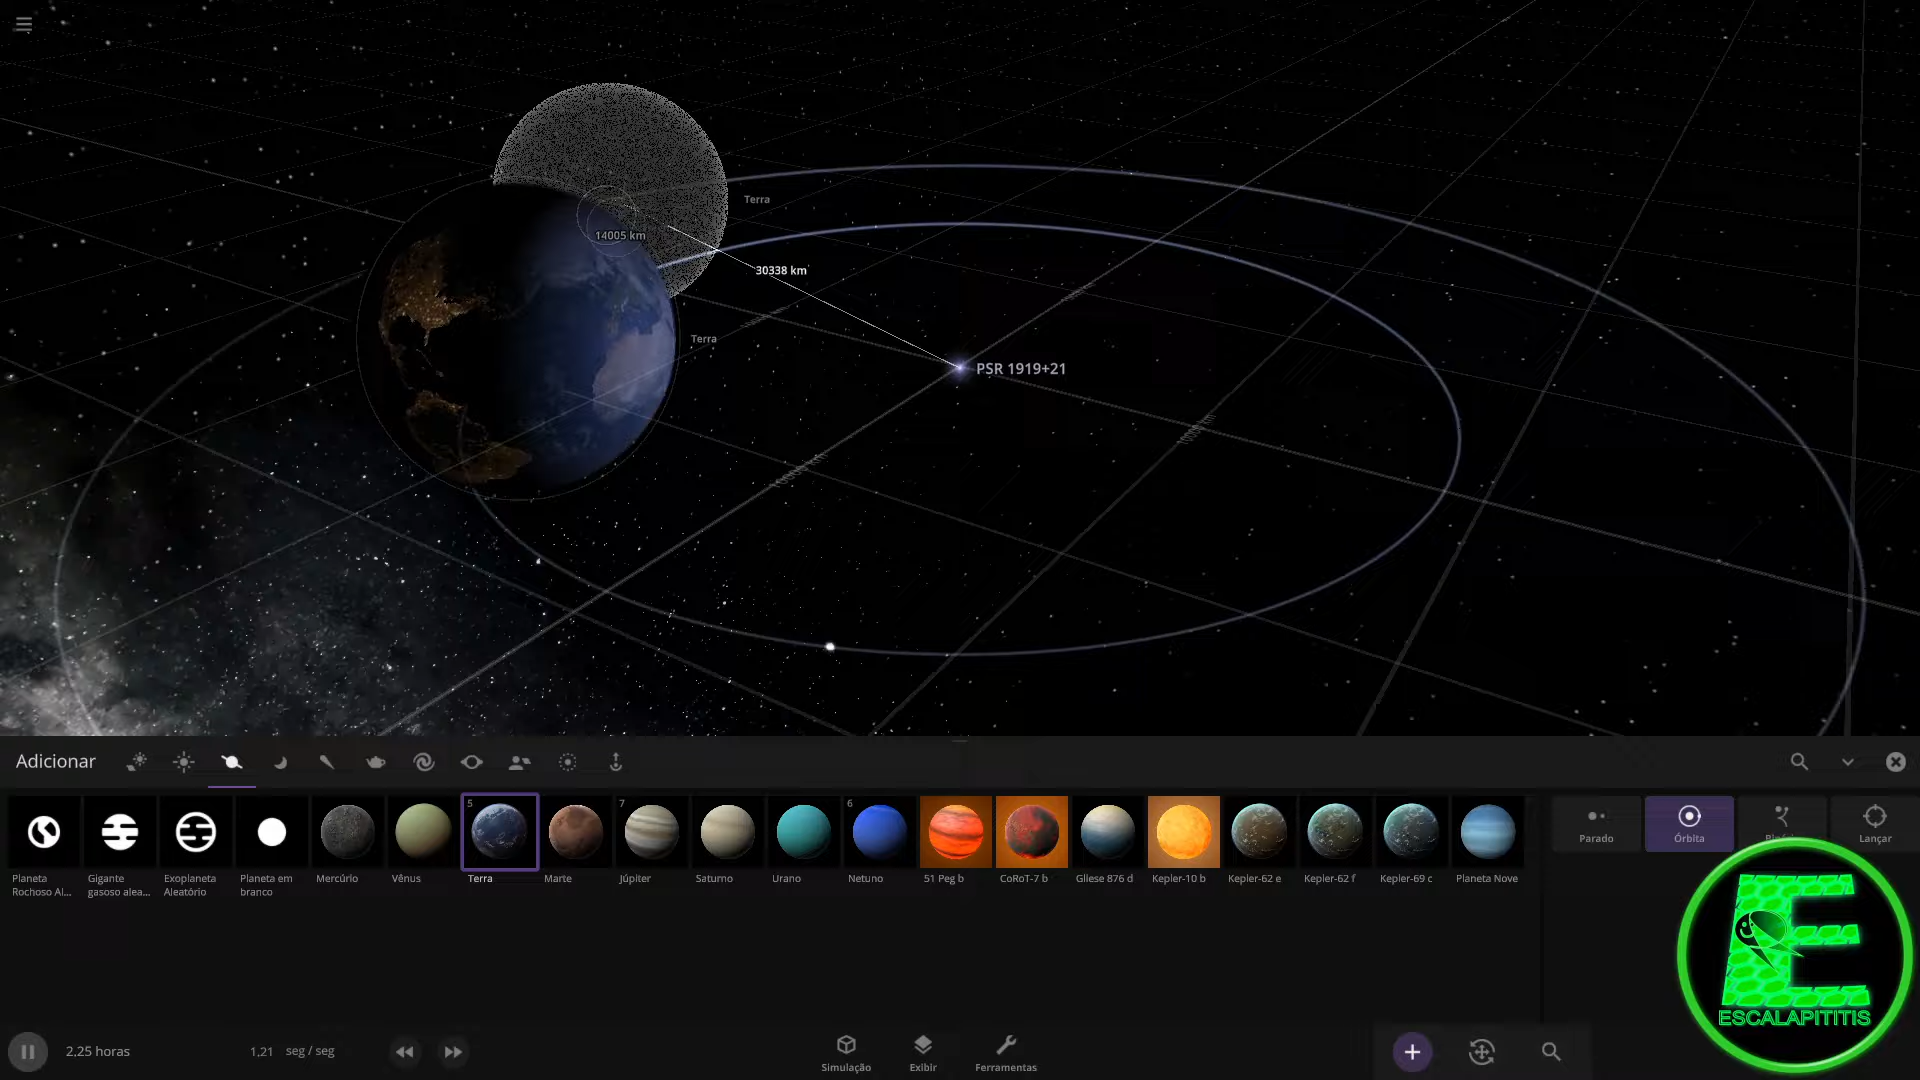 Terra
14005 km
30338 km
Terra
PSR 1919+21
Adicionar
5
7
6
Planeta Rochoso Al...
Gigante gasoso alea...
Exoplaneta Aleatório
Planeta em branco
Mercúrio
Vênus
Terra
Marte
Júpiter
Saturno
Urano
Netuno
51 Peg b
CoRoT-7 b
Gliese 876 d
Kepler-10 b
Kepler-62 e
Kepler-62 f
Kepler-69 c
Planeta Nove
Parado
Órbita
Lançar
ESCALAPITITIS
2,25 horas
1,21 seg / seg
Simulação
Exibir
Ferramentas